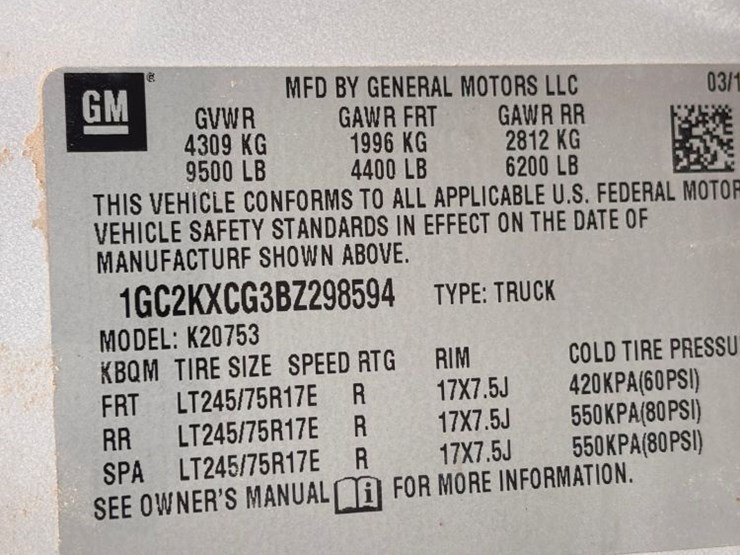 GM ® MFD BY GENERAL MOTORS LLC 03/1
GVWR GAWR FRT GAWR RR
4309 KG 1996 KG 2812 KG
9500 LB 4400 LB 6200 LB
THIS VEHICLE CONFORMS TO ALL APPLICABLE U.S. FEDERAL MOTOR
VEHICLE SAFETY STANDARDS IN EFFECT ON THE DATE OF
MANUFACTURF SHOWN ABOVE.
1GC2KXCG3BZ298594 TYPE: TRUCK
MODEL: K20753
KBQM TIRE SIZE SPEED RTG RIM COLD TIRE PRESSU
FRT LT245/75R17E R 17X7.5J 420KPA(60PSI)
RR LT245/75R17E R 17X7.5J 550KPA(80PSI)
SPA LT245/75R17E R 17X7.5J 550KPA(80PSI)
SEE OWNER'S MANUAL i FOR MORE INFORMATION.